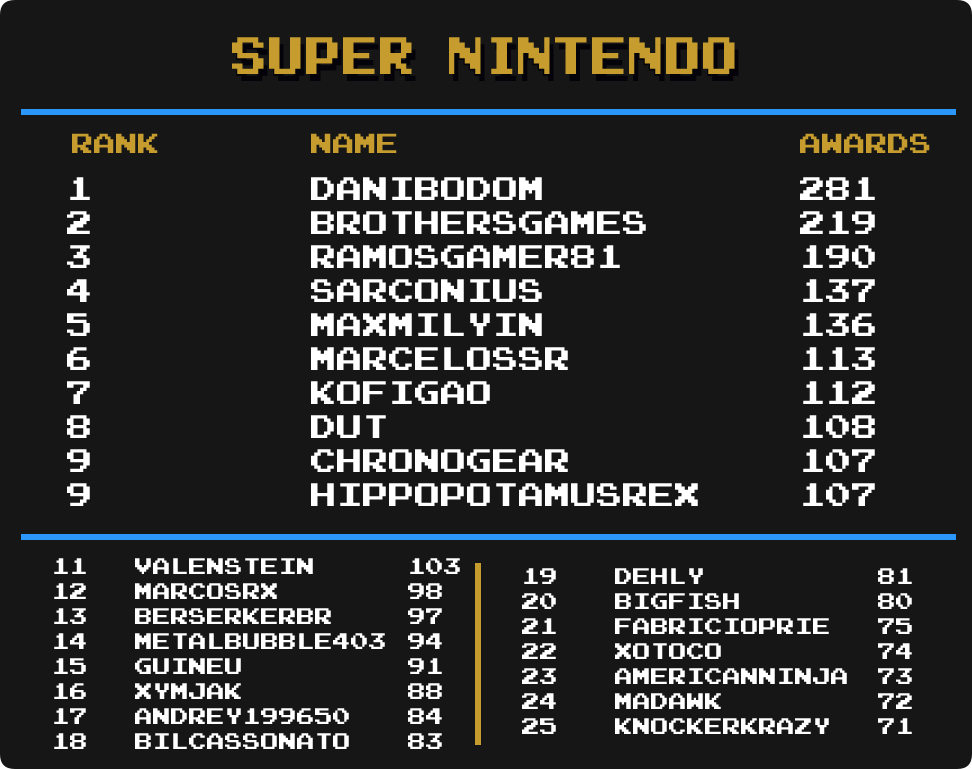 SUPER NINTENDO
RANK NAME AWARDS
1 DANIBODOM 281
2 BROTHERSGAMES 219
3 RAMOSGAMER81 190
4 SARCONIUS 137
5 MAXMILYIN 136
6 MARCELOSSR 113
7 KOFIGAO 112
8 DUT 108
9 CHRONOGEAR 107
9 HIPPOPOTAMUSREX 107
11 VALENSTEIN 103
12 MARCOSRX 98
13 BERSERKERBR 97
14 METALBUBBLE403 94
15 GUINEU 91
16 XYMJAK 88
17 ANDREY199650 84
18 BILCASSONATO 83
19 DEHLY 81
20 BIGFISH 80
21 FABRICIOPRIE 75
22 XOTOCO 74
23 AMERICANNINJA 73
24 MADAWK 72
25 KNOCKERKRAZY 71